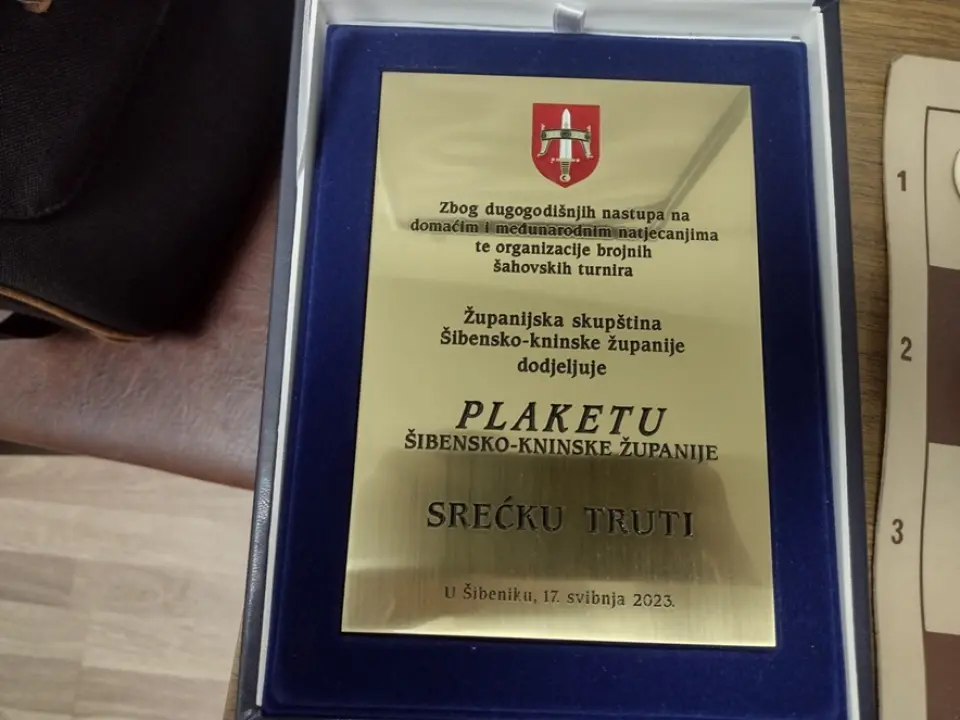 Zbog dugogodišnjih nastupa na
domaćim i međunarodnim natjecanjima
te organizacije brojnih
šahovskih turnira
Županijska skupština
Šibensko-kninske županije
dodjeljuje
PLAKETU
ŠIBENSKO-KNINSKE ŽUPANIJE
SREĆKU TRUTI
U Šibeniku, 17. svibnja 2023.
1
2
3